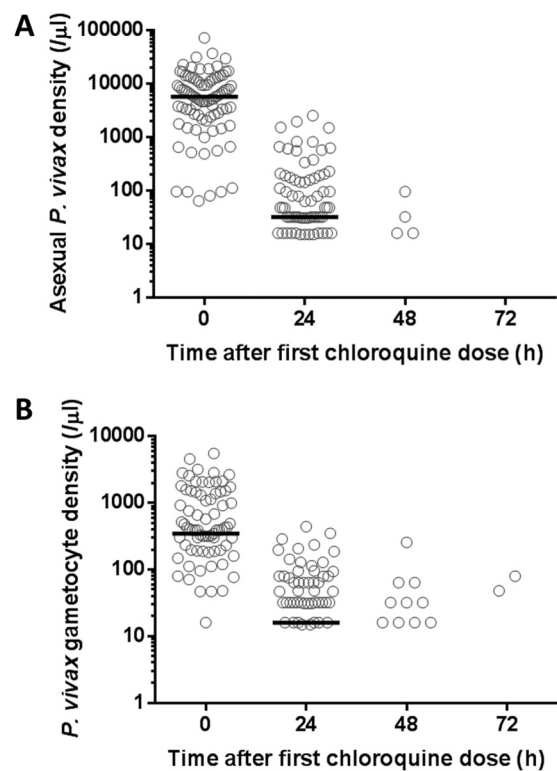 A
Asexual P. vivax density (/μl)
100000
10000
1000
100
10
1
0 24 48 72
Time after first chloroquine dose (h)
B
P. vivax gametocyte density (/μl)
10000
1000
100
10
1
0 24 48 72
Time after first chloroquine dose (h)